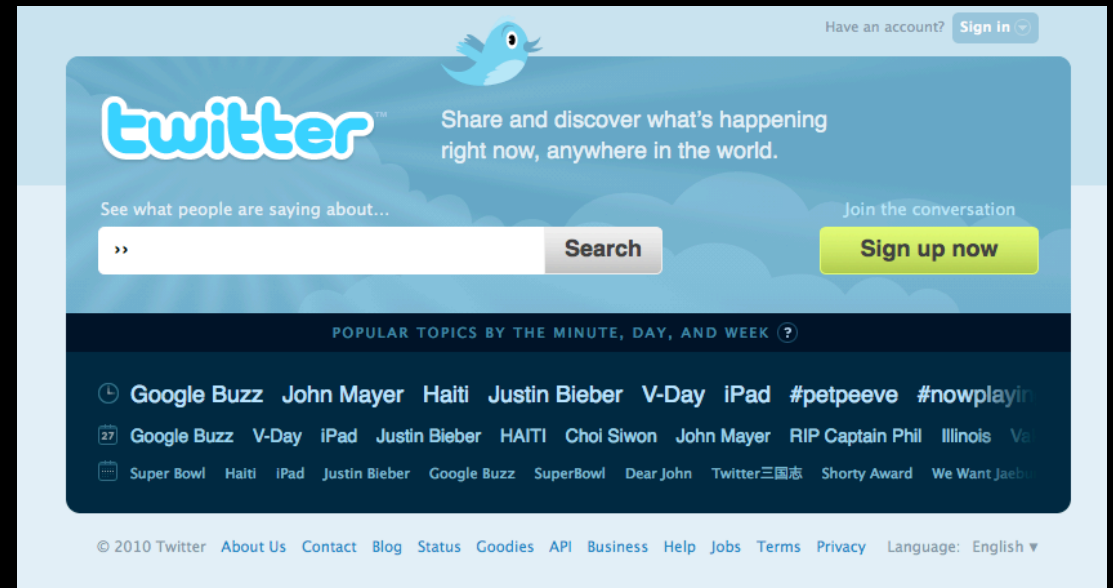 Have an account? Sign in
twitter™
Share and discover what's happening
right now, anywhere in the world.
See what people are saying about...
Join the conversation
›› Search Sign up now
POPULAR TOPICS BY THE MINUTE, DAY, AND WEEK ?
Google Buzz John Mayer Haiti Justin Bieber V-Day iPad #petpeeve #nowplayin
27 Google Buzz V-Day iPad Justin Bieber HAITI Choi Siwon John Mayer RIP Captain Phil Illinois
Super Bowl Haiti iPad Justin Bieber Google Buzz SuperBowl Dear John Twitter三国志 Shorty Award We Want
© 2010 Twitter About Us Contact Blog Status Goodies API Business Help Jobs Terms Privacy Language: English